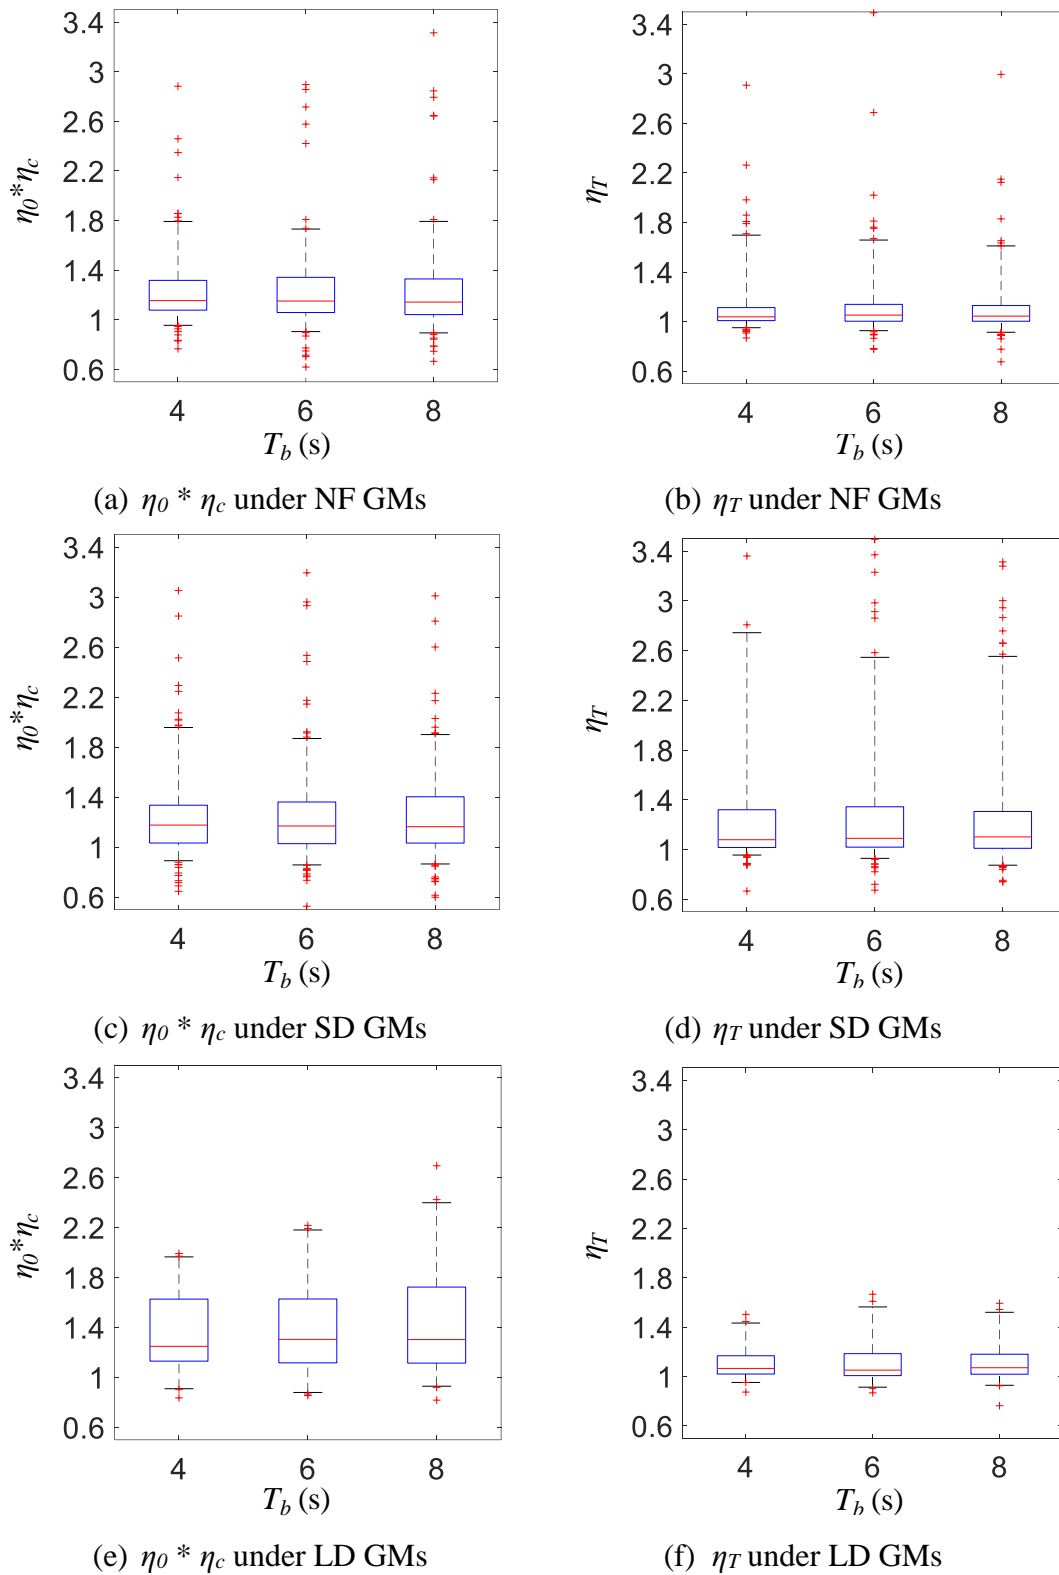 3.4
3
2.6
2.2
1.8
1.4
1
0.6
η0*ηc
4 6 8
Tb (s)
(a) η0 * ηc under NF GMs
3.4
3
2.6
2.2
1.8
1.4
1
0.6
ηT
4 6 8
Tb (s)
(b) ηT under NF GMs
3.4
3
2.6
2.2
1.8
1.4
1
0.6
η0*ηc
4 6 8
Tb (s)
(c) η0 * ηc under SD GMs
3.4
3
2.6
2.2
1.8
1.4
1
0.6
ηT
4 6 8
Tb (s)
(d) ηT under SD GMs
3.4
3
2.6
2.2
1.8
1.4
1
0.6
η0*ηc
4 6 8
Tb (s)
(e) η0 * ηc under LD GMs
3.4
3
2.6
2.2
1.8
1.4
1
0.6
ηT
4 6 8
Tb (s)
(f) ηT under LD GMs